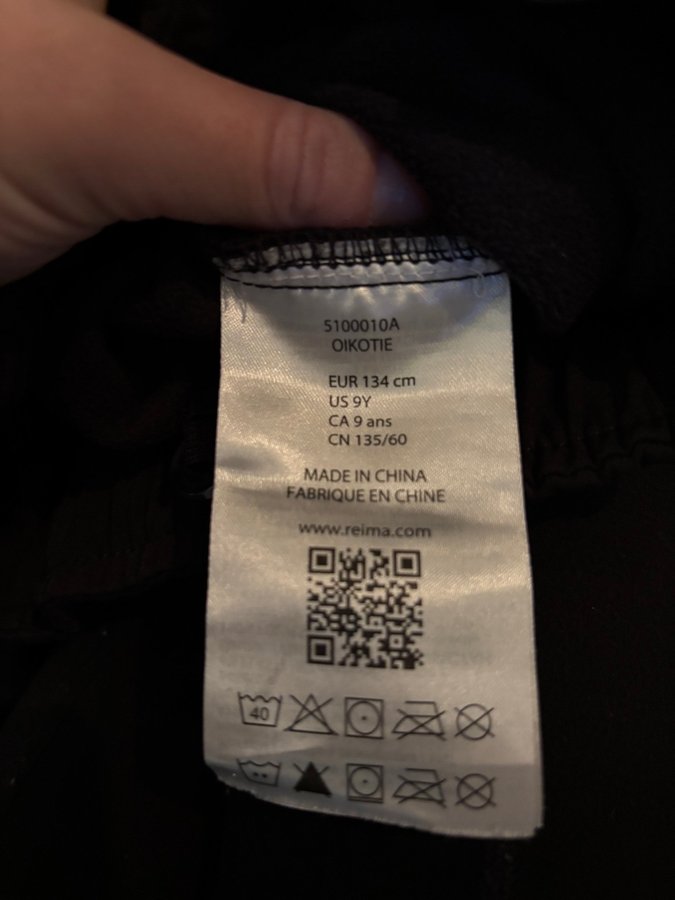 5100010A
OIKOTIE
EUR 134 cm
US 9Y
CA 9 ans
CN 135/60
MADE IN CHINA
FABRIQUE EN CHINE
www.reima.com
40